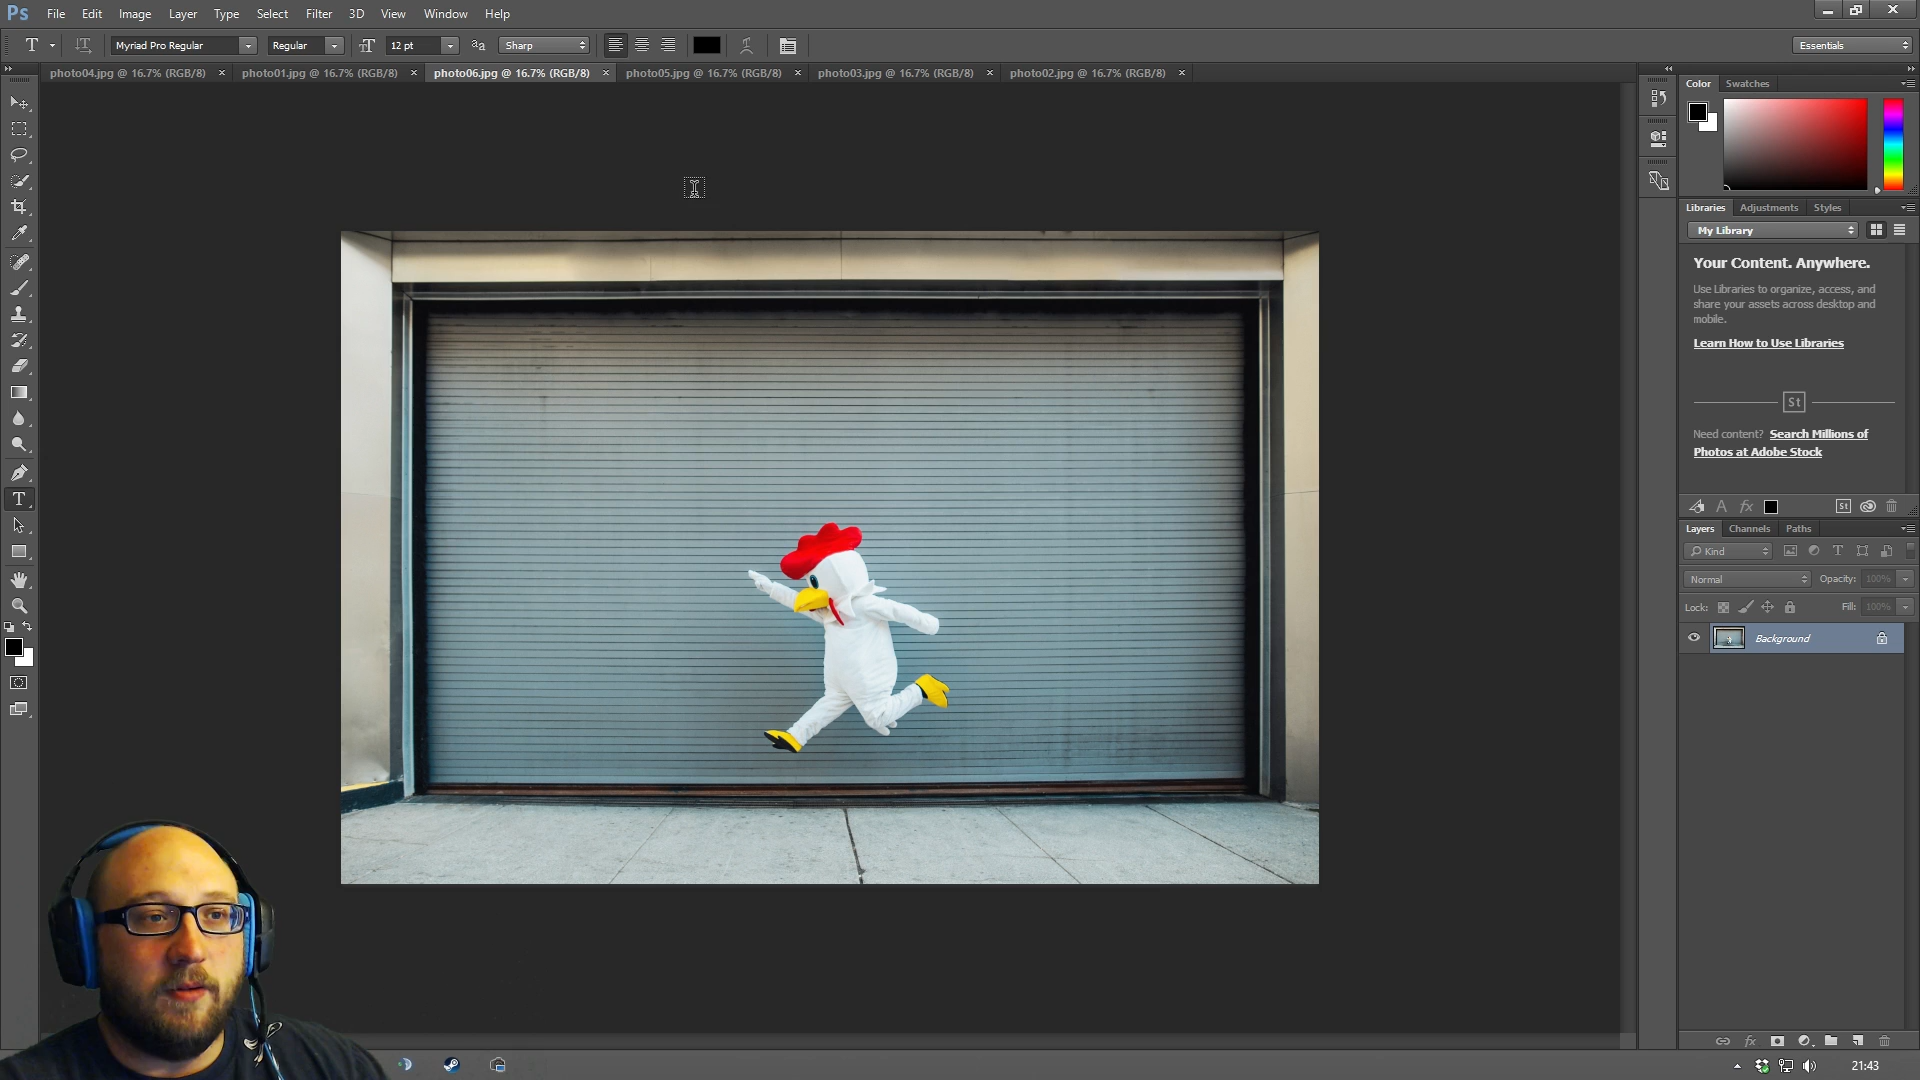 Ps File Edit Image Layer Type Select Filter 3D View Window Help
T Myriad Pro Regular Regular 12 pt aa Sharp Essentials
photo04.jpg @ 16.7% (RGB/8) × photo01.jpg @ 16.7% (RGB/8) × photo06.jpg @ 16.7% (RGB/8) × photo05.jpg @ 16.7% (RGB/8) × photo03.jpg @ 16.7% (RGB/8) × photo02.jpg @ 16.7% (RGB/8) ×
Color Swatches
Libraries Adjustments Styles
My Library
Your Content. Anywhere.
Use Libraries to organize, access, and
share your assets across desktop and
mobile.
Learn How to Use Libraries
St
Need content? Search Millions of
Photos at Adobe Stock
A fx St
Layers Channels Paths
Kind T
Normal Opacity: 100%
Lock: Fill: 100%
Background
fx
21:43